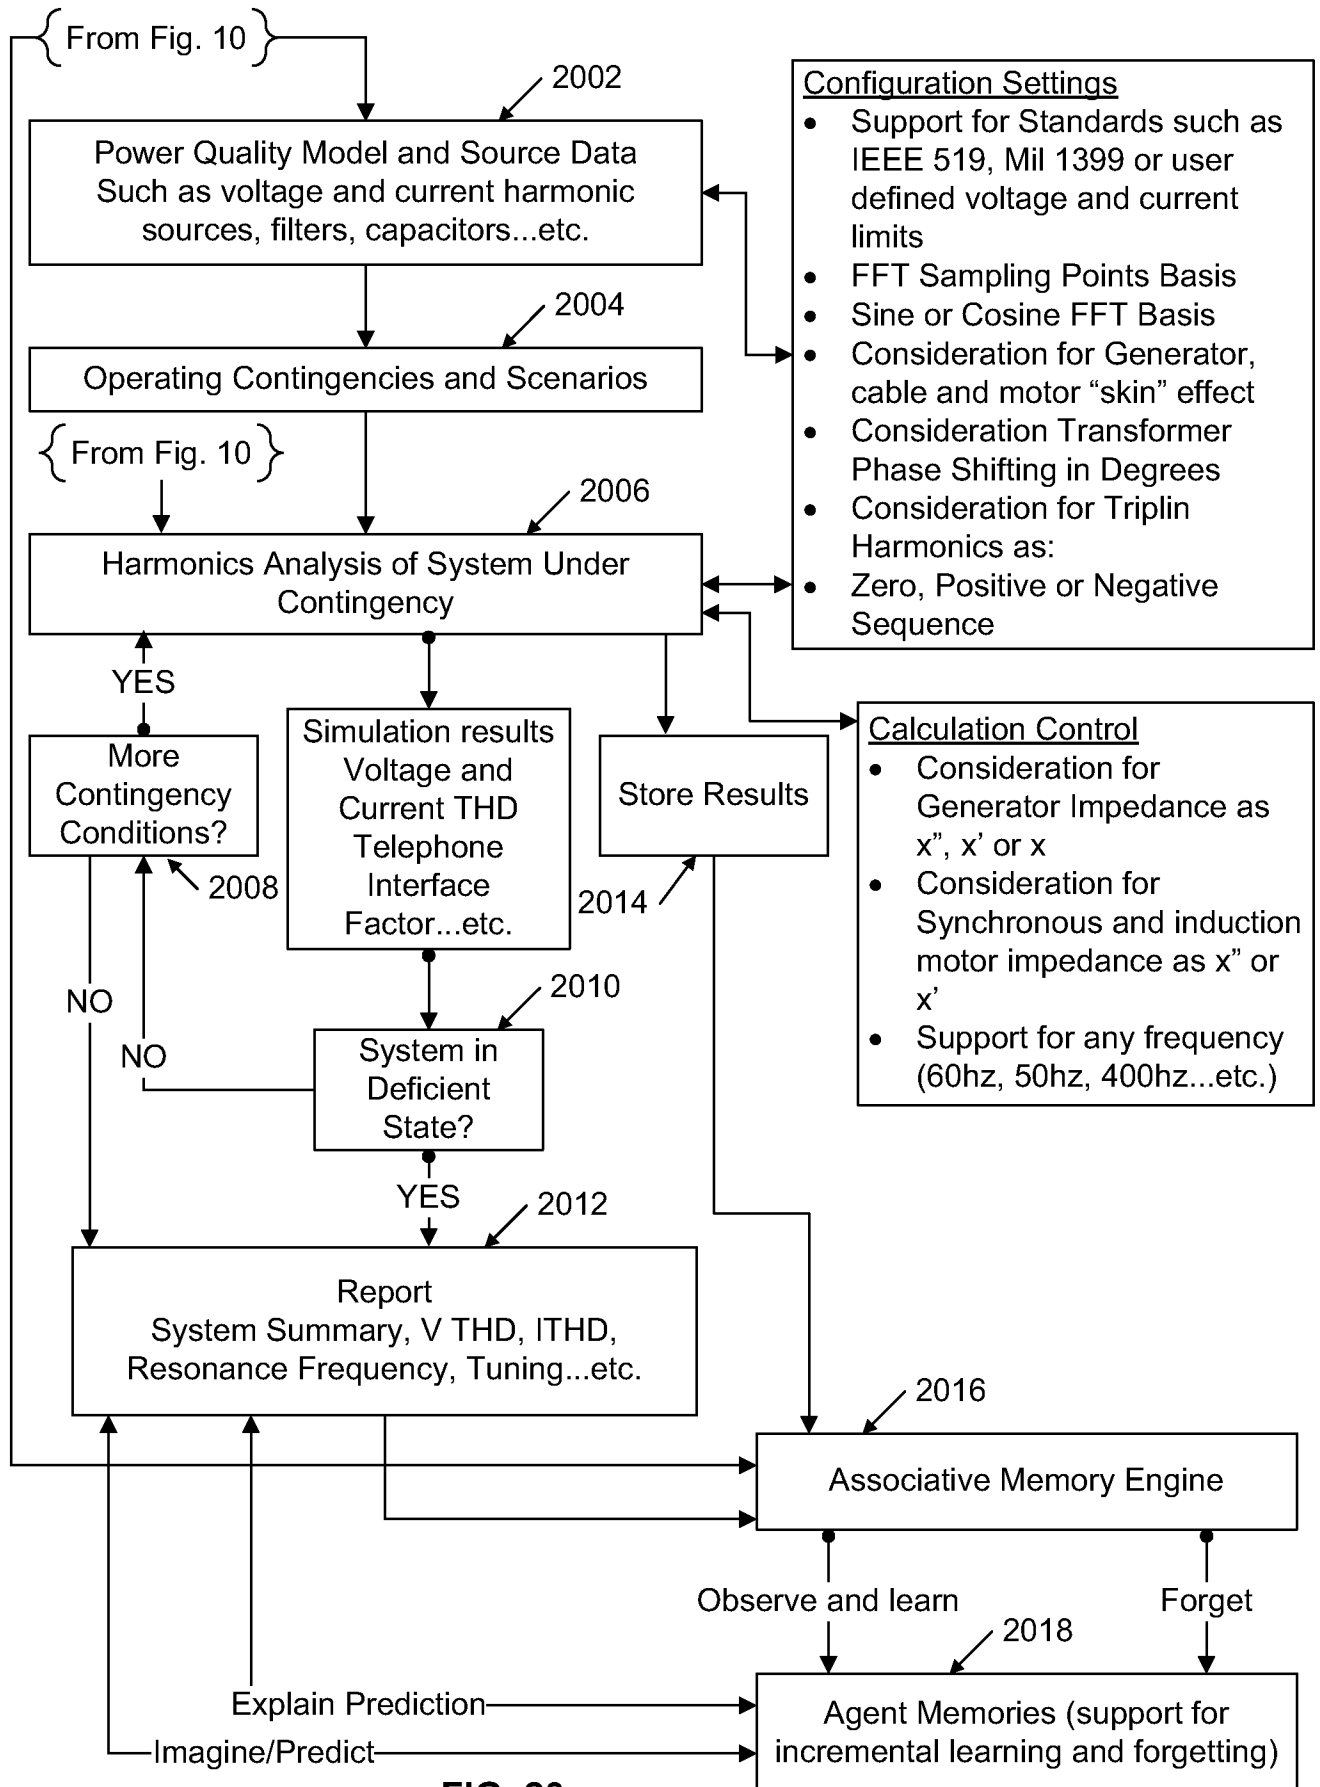 From Fig. 10
2002
Power Quality Model and Source Data
Such as voltage and current harmonic
sources, filters, capacitors...etc.
2004
Operating Contingencies and Scenarios
From Fig. 10
2006
Harmonics Analysis of System Under
Contingency
Configuration Settings
• Support for Standards such as
IEEE 519, Mil 1399 or user
defined voltage and current
limits
• FFT Sampling Points Basis
• Sine or Cosine FFT Basis
• Consideration for Generator,
cable and motor “skin” effect
• Consideration Transformer
Phase Shifting in Degrees
• Consideration for Triplin
Harmonics as:
• Zero, Positive or Negative
Sequence
YES
More
Contingency
Conditions?
2008
Simulation results
Voltage and
Current THD
Telephone
Interface
Factor...etc.
Store Results
2014
Calculation Control
• Consideration for
Generator Impedance as
x”, x’ or x
• Consideration for
Synchronous and induction
motor impedance as x” or
x’
• Support for any frequency
(60hz, 50hz, 400hz...etc.)
NO
NO
2010
System in
Deficient
State?
YES
2012
Report
System Summary, V THD, ITHD,
Resonance Frequency, Tuning...etc.
2016
Associative Memory Engine
Observe and learn
Forget
2018
Explain Prediction
Imagine/Predict
Agent Memories (support for
incremental learning and forgetting)